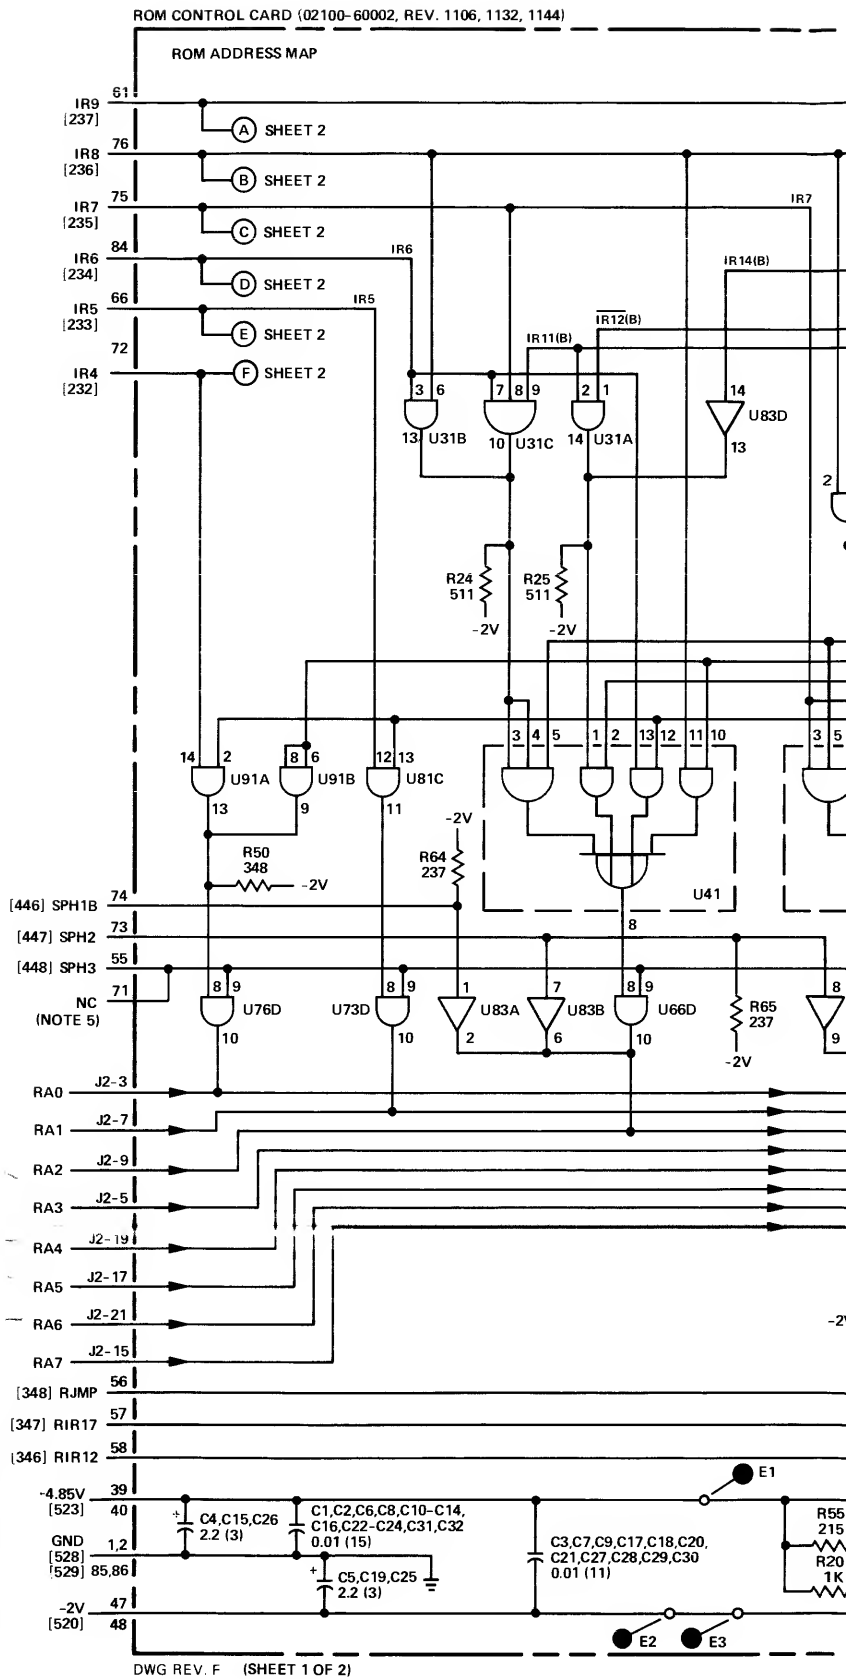 ROM CONTROL CARD (02100-60002, REV. 1106, 1132, 1144)
ROM ADDRESS MAP
61
IR9
[237]
A SHEET 2
76
IR8
[236]
B SHEET 2
75
IR7
[235]
C SHEET 2
IR7
84
IR6
[234]
D SHEET 2
IR6
IR14(B)
66
IR5
[233]
E SHEET 2
IR5
IR12(B)
IR11(B)
72
IR4
[232]
F SHEET 2
3 6 7 8 9 2 1 14
U83D
13 U31B 10 U31C 14 U31A 13
2
R24
511
R25
511
-2V -2V
3 4 5 1 2 13 12 11 10 3 5
14 2 8 6 12 13
U91A U91B U81C
13 9 11
-2V
R64
237
R50
348
-2V
U41
74
[446] SPH1B
73
[447] SPH2
8
55
[448] SPH3
71
NC
(NOTE 5)
8 9 8 9 1 7 8 9 8
U76D U73D U83A U83B U66D
R65
237
10 10 2 6 10 9
-2V
RA0 J2-3
RA1 J2-7
RA2 J2-9
RA3 J2-5
RA4 J2-19
RA5 J2-17
RA6 J2-21
-2V
RA7 J2-15
[348] RJMP 56
[347] RIR17 57
[346] RIR12 58
E1
-4.85V 39
[523] 40
+
C4,C15,C26
2.2 (3)
C1,C2,C6,C8,C10-C14,
C16,C22-C24,C31,C32
0.01 (15)
R55
215
GND 1,2
[528]
[529] 85,86
C3,C7,C9,C17,C18,C20,
C21,C27,C28,C29,C30
0.01 (11)
R20
1K
+
C5,C19,C25
2.2 (3)
-2V 47
[520] 48
E2 E3
DWG REV. F (SHEET 1 OF 2)